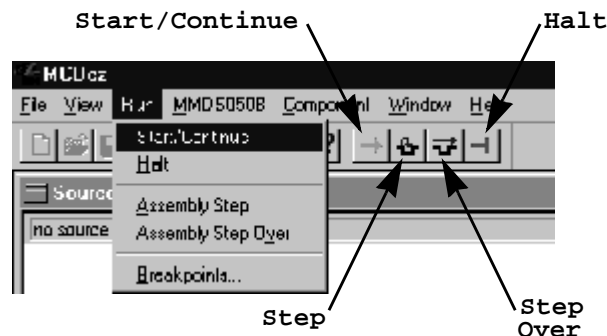 Start/Continue
Halt
MCUez
File View Run MMDS0508 Component Window Help
Start/Continue
Halt
Source
no source
Assembly Step
Assembly Step Over
Breakpoints...
Step
Step
Over